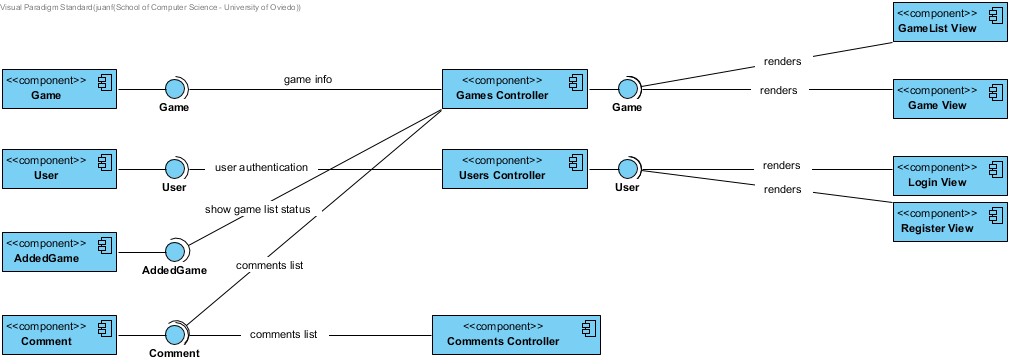 Visual Paradigm Standard(juanf(School of Computer Science - University of Oviedo))
<<component>>
GameList View
renders
<<component>>
Game
Game
game info
<<component>>
Games Controller
Game
renders
<<component>>
Game View
<<component>>
User
User
user authentication
<<component>>
Users Controller
User
renders
<<component>>
Login View
renders
<<component>>
Register View
show game list status
<<component>>
AddedGame
AddedGame
comments list
<<component>>
Comment
Comment
comments list
<<component>>
Comments Controller